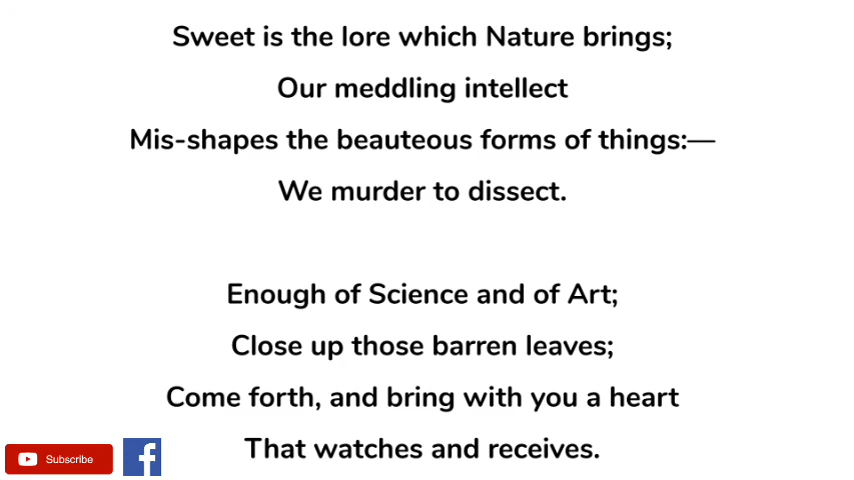 Sweet is the lore which Nature brings;
Our meddling intellect
Mis-shapes the beauteous forms of things:—
We murder to dissect.
Enough of Science and of Art;
Close up those barren leaves;
Come forth, and bring with you a heart
That watches and receives.
Subscribe